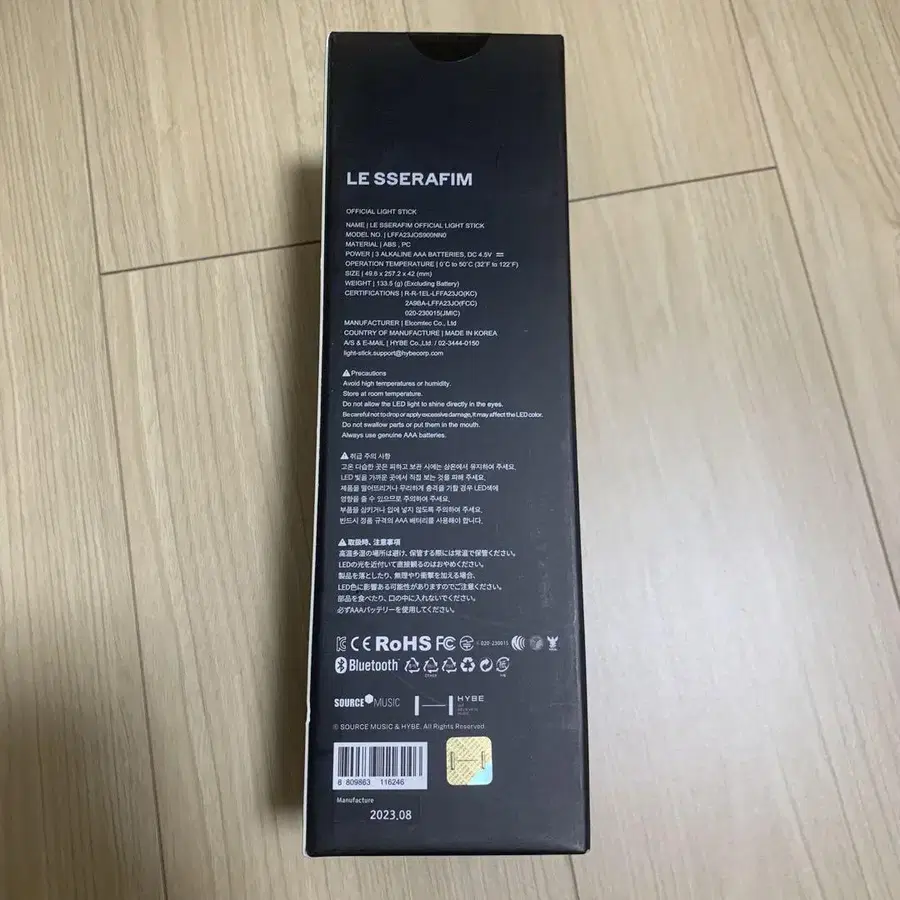 LE SSERAFIM
OFFICIAL LIGHT STICK
NAME | LE SSERAFIM OFFICIAL LIGHT STICK
MODEL NO. | LFFA23JOS900NN0
MATERIAL | ABS , PC
POWER | 3 ALKALINE AAA BATTERIES, DC 4.5V
OPERATION TEMPERATURE | 0˚C to 50˚C (32˚F to 122˚F)
SIZE | 49.8 x 257.2 x 42 (mm)
WEIGHT | 133.5 (g) (Excluding Battery)
CERTIFICATIONS | R-R-1EL-LFFA23JO(KC)
2A9BA-LFFA23JO(FCC)
020-230015(JMIC)
MANUFACTURER | Elcomtec Co., Ltd
COUNTRY OF MANUFACTURE | MADE IN KOREA
A/S & E-MAIL | HYBE Co.,Ltd. / 02-3444-0150
light-stick.support@hybecorp.com
⚠Precautions
Avoid high temperatures or humidity.
Store at room temperature.
Do not allow the LED light to shine directly in the eyes.
Be careful not to drop or apply excessive damage, It may affect the LED color.
Do not swallow parts or put them in the mouth.
Always use genuine AAA batteries.
⚠ 취급 주의 사항
고온 다습한 곳은 피하고 보관 시에는 상온에서 유지하여 주세요.
LED 빛을 가까운 곳에서 직접 보는 것을 피해 주세요.
제품을 떨어뜨리거나 무리하게 충격을 가할 경우 LED색에
영향을 줄 수 있으므로 주의하여 주세요.
부품을 삼키거나 입에 넣지 않도록 주의하여 주세요.
반드시 정품 규격의 AAA 배터리를 사용해야 합니다.
⚠ 取扱時、注意事項
高温多湿の場所は避け、保管する際には常温で保管ください。
LEDの光を近付いて直接観るのはおやめください。
製品を落としたり、無理やり衝撃を加える場合、
LED色に影響ある可能性がありますのでご注意ください。
部品を食べたり、口の中に入れないでください。
必ずAAAバッテリーを使用してください。
CE RoHS FC 020-230015
Bluetooth
SOURCE MUSIC HYBE
© SOURCE MUSIC & HYBE. All Rights Reserved.
8 809863 116246
Manufacture
2023.08